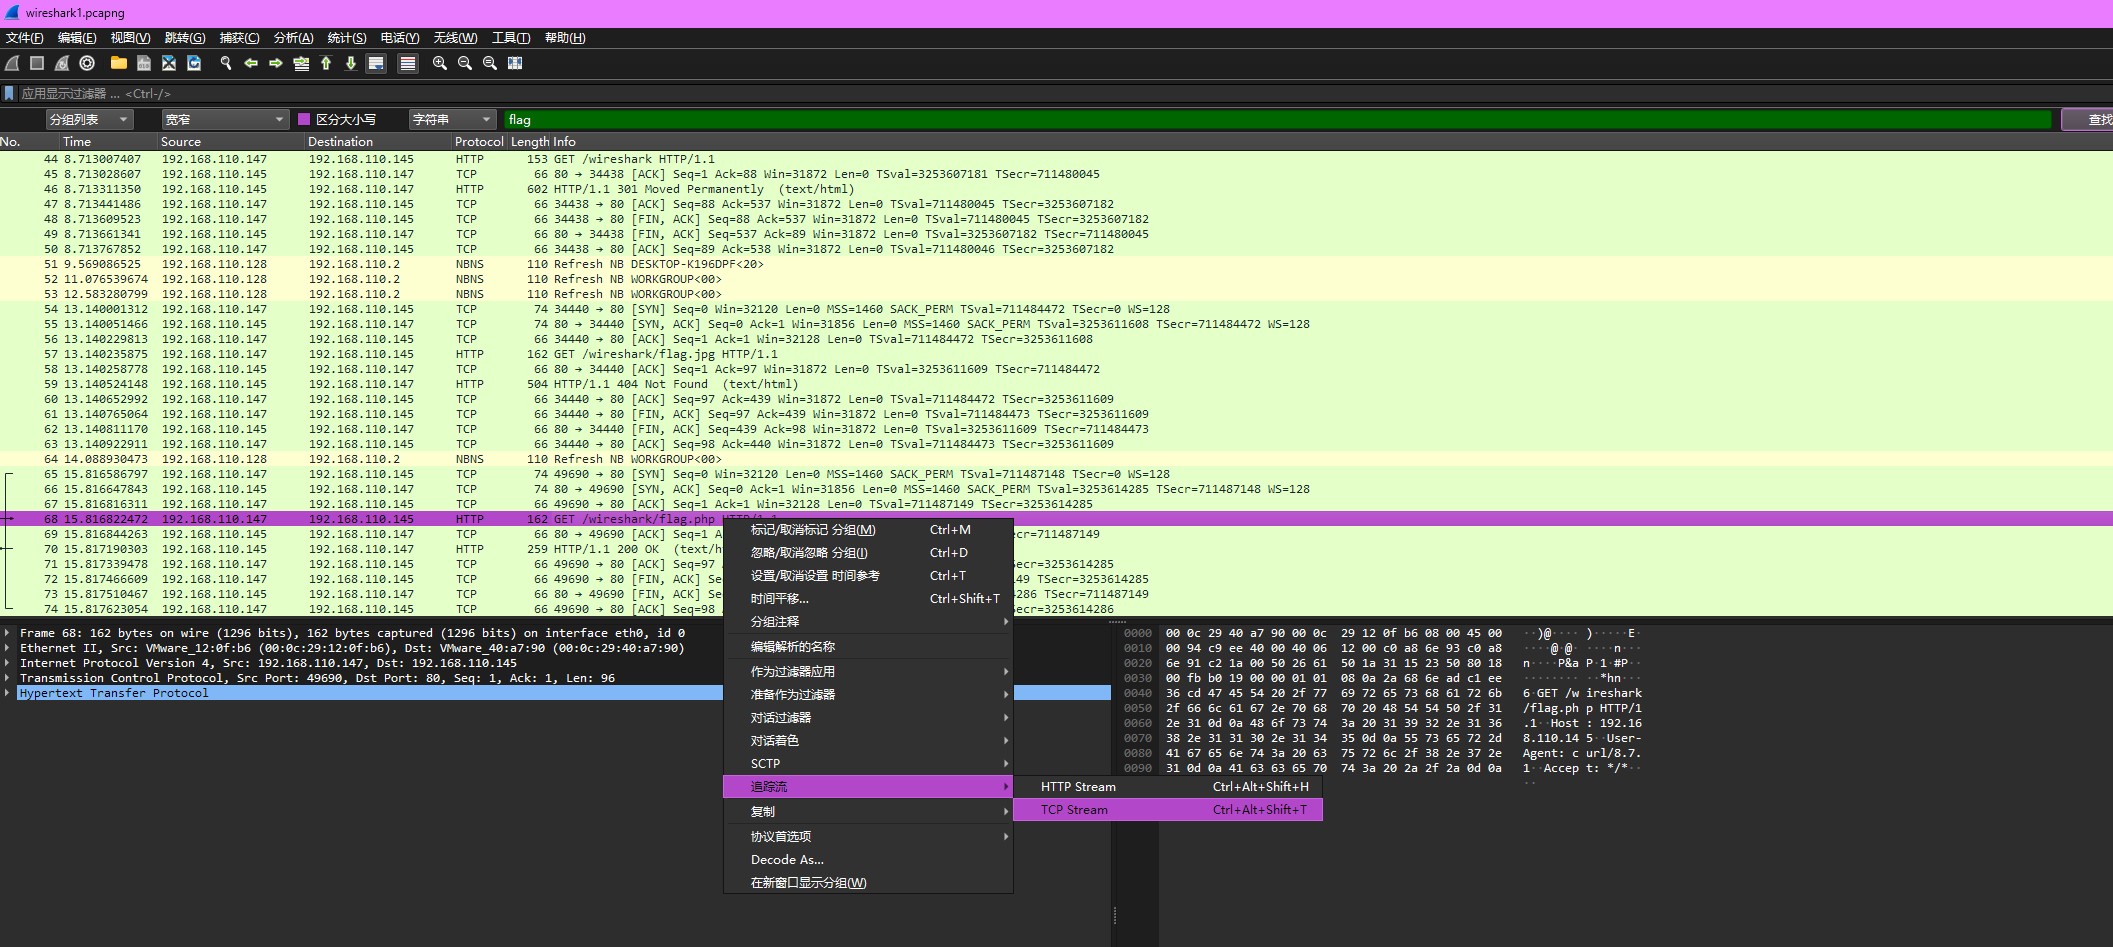 wireshark1.pcapng
文件(F) 编辑(E) 视图(V) 跳转(G) 捕获(C) 分析(A) 统计(S) 电话(Y) 无线(W) 工具(T) 帮助(H)
应用显示过滤器 … <Ctrl-/>
分组列表 宽窄 区分大小写 字符串 flag 查找
No. Time Source Destination Protocol Length Info
44 8.713007407 192.168.110.147 192.168.110.145 HTTP 153 GET /wireshark HTTP/1.1
45 8.713028607 192.168.110.145 192.168.110.147 TCP 66 80 → 34438 [ACK] Seq=1 Ack=88 Win=31872 Len=0 TSval=3253607181 TSecr=711480045
46 8.713311350 192.168.110.145 192.168.110.147 HTTP 602 HTTP/1.1 301 Moved Permanently (text/html)
47 8.713441486 192.168.110.147 192.168.110.145 TCP 66 34438 → 80 [ACK] Seq=88 Ack=537 Win=31872 Len=0 TSval=711480045 TSecr=3253607182
48 8.713609523 192.168.110.147 192.168.110.145 TCP 66 34438 → 80 [FIN, ACK] Seq=88 Ack=537 Win=31872 Len=0 TSval=711480045 TSecr=3253607182
49 8.713661341 192.168.110.145 192.168.110.147 TCP 66 80 → 34438 [FIN, ACK] Seq=537 Ack=89 Win=31872 Len=0 TSval=3253607182 TSecr=711480045
50 8.713767852 192.168.110.147 192.168.110.145 TCP 66 34438 → 80 [ACK] Seq=89 Ack=538 Win=31872 Len=0 TSval=711480046 TSecr=3253607182
51 9.569086525 192.168.110.128 192.168.110.2 NBNS 110 Refresh NB DESKTOP-K196DPF<20>
52 11.076539674 192.168.110.128 192.168.110.2 NBNS 110 Refresh NB WORKGROUP<00>
53 12.583280799 192.168.110.128 192.168.110.2 NBNS 110 Refresh NB WORKGROUP<00>
54 13.140001312 192.168.110.147 192.168.110.145 TCP 74 34440 → 80 [SYN] Seq=0 Win=32120 Len=0 MSS=1460 SACK_PERM TSval=711484472 TSecr=0 WS=128
55 13.140051466 192.168.110.145 192.168.110.147 TCP 74 80 → 34440 [SYN, ACK] Seq=0 Ack=1 Win=31856 Len=0 MSS=1460 SACK_PERM TSval=3253611608 TSecr=711484472 WS=128
56 13.140229813 192.168.110.147 192.168.110.145 TCP 66 34440 → 80 [ACK] Seq=1 Ack=1 Win=32128 Len=0 TSval=711484472 TSecr=3253611608
57 13.140235875 192.168.110.147 192.168.110.145 HTTP 162 GET /wireshark/flag.jpg HTTP/1.1
58 13.140258778 192.168.110.145 192.168.110.147 TCP 66 80 → 34440 [ACK] Seq=1 Ack=97 Win=31872 Len=0 TSval=3253611609 TSecr=711484472
59 13.140524148 192.168.110.145 192.168.110.147 HTTP 504 HTTP/1.1 404 Not Found (text/html)
60 13.140652992 192.168.110.147 192.168.110.145 TCP 66 34440 → 80 [ACK] Seq=97 Ack=439 Win=31872 Len=0 TSval=711484472 TSecr=3253611609
61 13.140765064 192.168.110.147 192.168.110.145 TCP 66 34440 → 80 [FIN, ACK] Seq=97 Ack=439 Win=31872 Len=0 TSval=711484473 TSecr=3253611609
62 13.140811170 192.168.110.145 192.168.110.147 TCP 66 80 → 34440 [FIN, ACK] Seq=439 Ack=98 Win=31872 Len=0 TSval=3253611609 TSecr=711484473
63 13.140922911 192.168.110.147 192.168.110.145 TCP 66 34440 → 80 [ACK] Seq=98 Ack=440 Win=31872 Len=0 TSval=711484473 TSecr=3253611609
64 14.088930473 192.168.110.128 192.168.110.2 NBNS 110 Refresh NB WORKGROUP<00>
65 15.816586797 192.168.110.147 192.168.110.145 TCP 74 49690 → 80 [SYN] Seq=0 Win=32120 Len=0 MSS=1460 SACK_PERM TSval=711487148 TSecr=0 WS=128
66 15.816647843 192.168.110.145 192.168.110.147 TCP 74 80 → 49690 [SYN, ACK] Seq=0 Ack=1 Win=31856 Len=0 MSS=1460 SACK_PERM TSval=3253614285 TSecr=711487148 WS=128
67 15.816816311 192.168.110.147 192.168.110.145 TCP 66 49690 → 80 [ACK] Seq=1 Ack=1 Win=32128 Len=0 TSval=711487149 TSecr=3253614285
68 15.816822472 192.168.110.147 192.168.110.145 HTTP 162 GET /wireshark/flag.php HTTP/1.1
69 15.816844263 192.168.110.145 192.168.110.147 TCP 66 80 → 49690 [ACK] Seq=1 A cr=711487149
70 15.817190303 192.168.110.145 192.168.110.147 HTTP 259 HTTP/1.1 200 OK (text/h
71 15.817339478 192.168.110.147 192.168.110.145 TCP 66 49690 → 80 [ACK] Seq=97 ecr=3253614285
72 15.817466609 192.168.110.147 192.168.110.145 TCP 66 49690 → 80 [FIN, ACK] Se 149 TSecr=3253614285
73 15.817510467 192.168.110.145 192.168.110.147 TCP 66 80 → 49690 [FIN, ACK] Se 4286 TSecr=711487149
74 15.817623054 192.168.110.147 192.168.110.145 TCP 66 49690 → 80 [ACK] Seq=98 ecr=3253614286
标记/取消标记 分组(M) Ctrl+M
忽略/取消忽略 分组(I) Ctrl+D
设置/取消设置 时间参考 Ctrl+T
时间平移... Ctrl+Shift+T
分组注释
编辑解析的名称
作为过滤器应用
准备作为过滤器
对话过滤器
对话着色
SCTP
追踪流
复制
协议首选项
Decode As...
在新窗口显示分组(W)
HTTP Stream Ctrl+Alt+Shift+H
TCP Stream Ctrl+Alt+Shift+T
Frame 68: 162 bytes on wire (1296 bits), 162 bytes captured (1296 bits) on interface eth0, id 0
Ethernet II, Src: VMware_12:0f:b6 (00:0c:29:12:0f:b6), Dst: VMware_40:a7:90 (00:0c:29:40:a7:90)
Internet Protocol Version 4, Src: 192.168.110.147, Dst: 192.168.110.145
Transmission Control Protocol, Src Port: 49690, Dst Port: 80, Seq: 1, Ack: 1, Len: 96
Hypertext Transfer Protocol
0000 00 0c 29 40 a7 90 00 0c 29 12 0f b6 08 00 45 00 ··)@···· )·····E·
0010 00 94 c9 ee 40 00 40 06 12 00 c0 a8 6e 93 c0 a8 ····@·@· ····n···
0020 6e 91 c2 1a 00 50 26 61 50 1a 31 15 23 50 80 18 n····P&a P·1·#P··
0030 00 fb b0 19 00 00 01 01 08 0a 2a 68 6e ad c1 ee ········ ··*hn···
0040 36 cd 47 45 54 20 2f 77 69 72 65 73 68 61 72 6b 6·GET /w ireshark
0050 2f 66 6c 61 67 2e 70 68 70 20 48 54 54 50 2f 31 /flag.ph p HTTP/1
0060 2e 31 0d 0a 48 6f 73 74 3a 20 31 39 32 2e 31 36 .1··Host : 192.16
0070 38 2e 31 31 30 2e 31 34 35 0d 0a 55 73 65 72 2d 8.110.14 5··User-
0080 41 67 65 6e 74 3a 20 63 75 72 6c 2f 38 2e 37 2e Agent: c url/8.7.
0090 31 0d 0a 41 63 63 65 70 74 3a 20 2a 2f 2a 0d 0a 1··Accep t: */*··